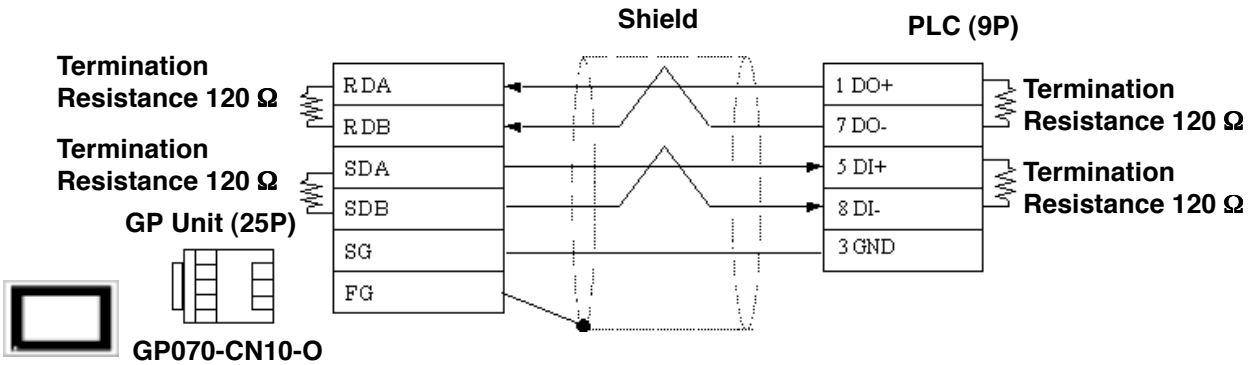 Shield
PLC (9P)
Termination
Resistance 120 Ω
RDA
1 DO+
Termination
Resistance 120 Ω
RDB
7 DO-
Termination
Resistance 120 Ω
SDA
5 DI+
Termination
Resistance 120 Ω
SDB
8 DI-
GP Unit (25P)
SG
3 GND
FG
GP070-CN10-O